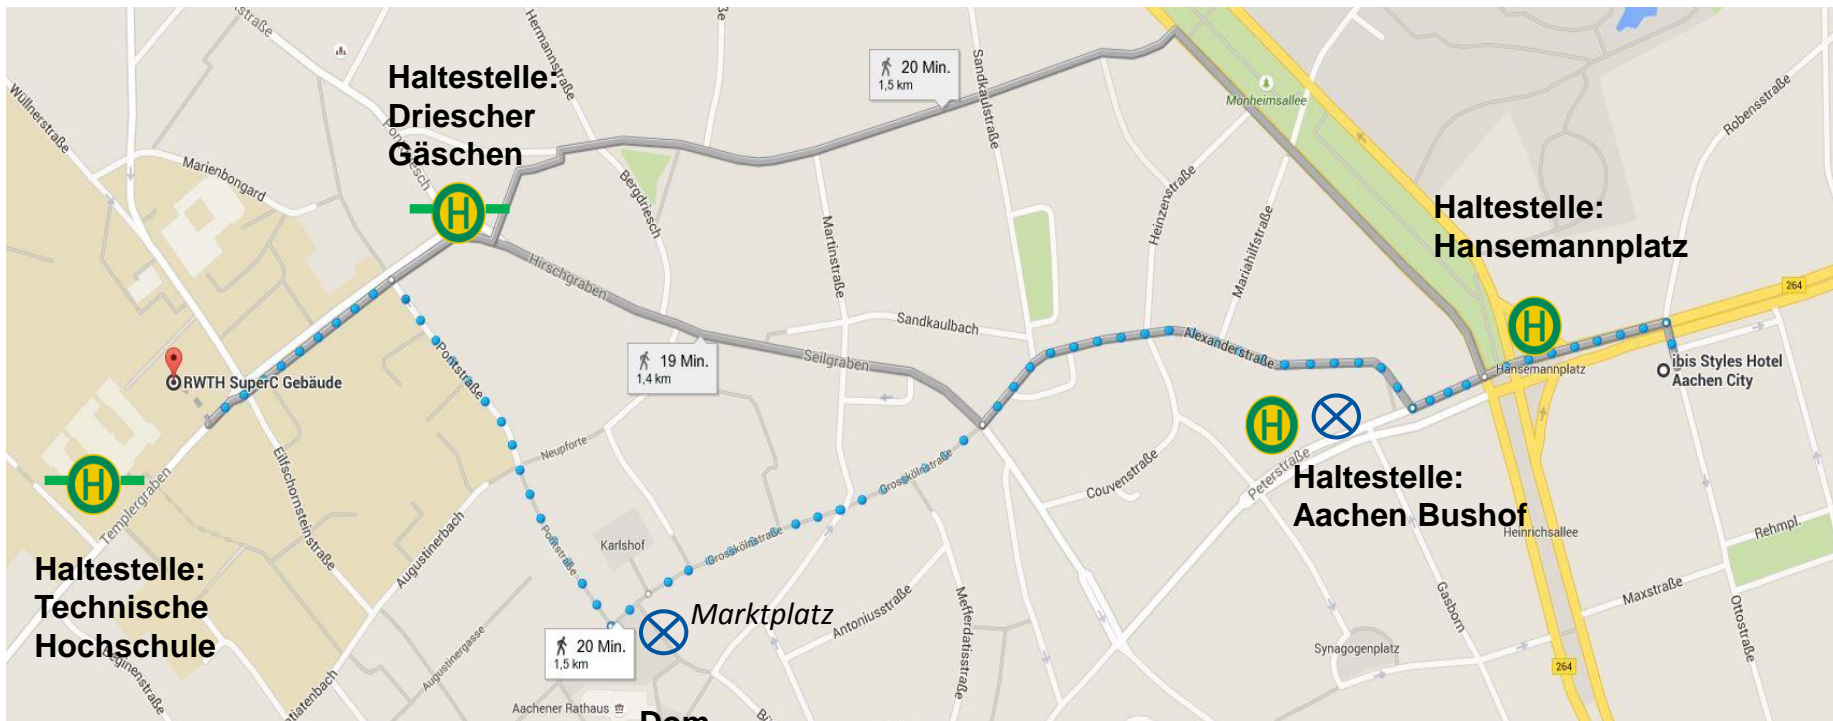 Haltestelle:
Driescher
Gäschen
H
20 Min.
1,5 km
Sandkaulstraße
Hermannstraße
Wüllnerstraße
Marienbongard
Bergdriesch
Martinstraße
Heinzenstraße
Mariahilfstraße
Monheimsallee
Robensstraße
Haltestelle:
Hansemannplatz
H
264
Hirschgraben
Sandkaulbach
Seilgraben
19 Min.
1,4 km
Alexanderstraße
Hansemannplatz
ibis Styles Hotel
Aachen City
RWTH SuperC Gebäude
Pontstraße
H
Haltestelle:
Aachen Bushof
Peterstraße
Couvenstraße
Grosskölnstraße
Neupforte
Eilfschornsteinstraße
Templergraben
H
Haltestelle:
Technische
Hochschule
Augustinerbach
Pontstraße
Karlshof
Grosskölnstraße
Marktplatz
20 Min.
1,5 km
Antoniusstraße
Mefferdatisstraße
Heinrichsallee
Rehmpl.
Gasborn
Maxstraße
Ottostraße
Synagogenplatz
264
Augustinergasse
Aachener Rathaus
Dom